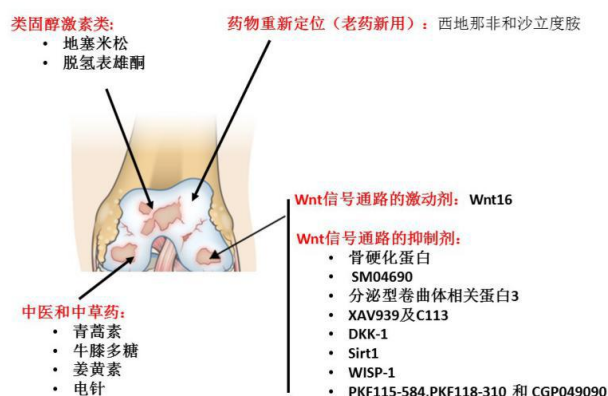 类固醇激素类:
• 地塞米松
• 脱氢表雄酮
药物重新定位（老药新用）：西地那非和沙立度胺
Wnt信号通路的激动剂：Wnt16
Wnt信号通路的抑制剂：
• 骨硬化蛋白
• SM04690
• 分泌型卷曲体相关蛋白3
• XAV939及C113
• DKK-1
• Sirt1
• WISP-1
• PKF115-584,PKF118-310 和 CGP049090
中医和中草药：
• 青蒿素
• 牛膝多糖
• 姜黄素
• 电针